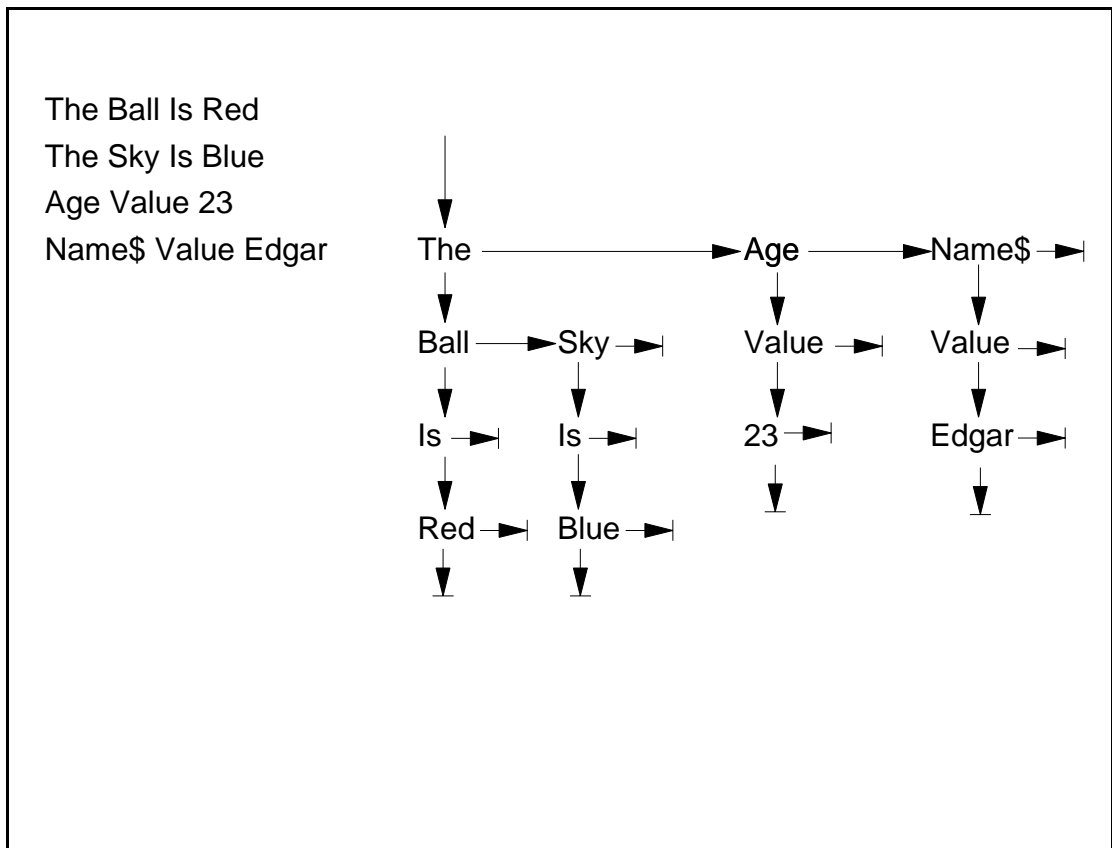 The Ball Is Red
The Sky Is Blue
Age Value 23
Name$ Value Edgar
The Age Name$
Ball Sky Value Value
Is Is 23 Edgar
Red Blue